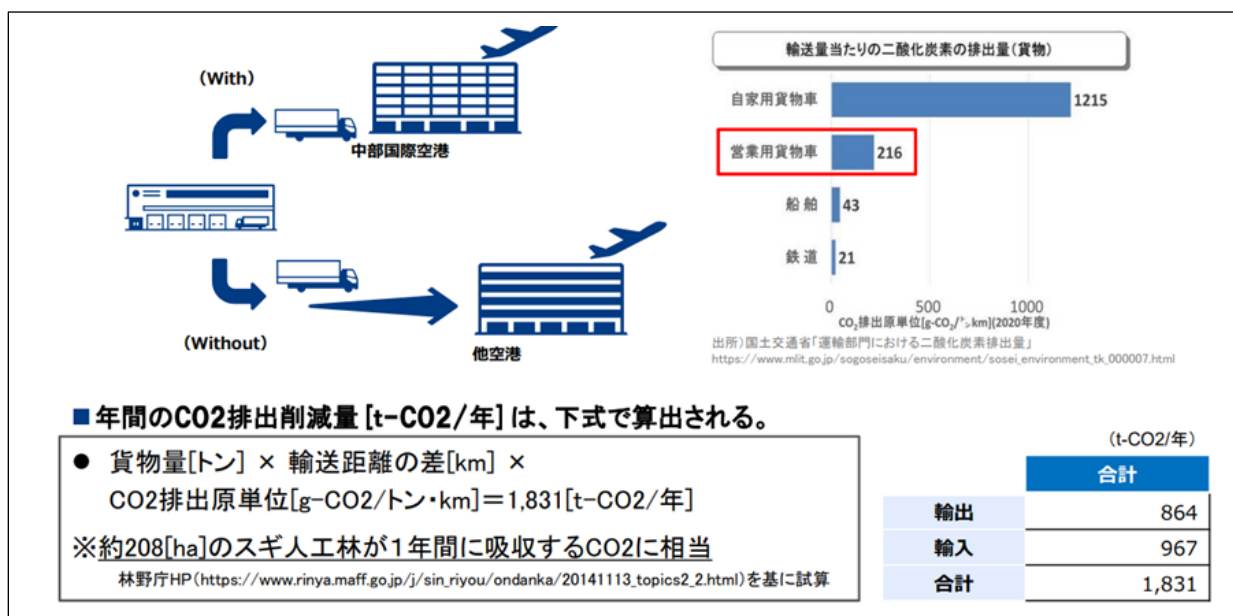 (With)
中部国際空港
(Without)
他空港
輸送量当たりの二酸化炭素の排出量(貨物)
自家用貨物車 1215
営業用貨物車 216
船舶 43
鉄道 21
0 500 1000
CO₂排出原単位[g-CO₂/㌧km](2020年度)
出所)国土交通省「運輸部門における二酸化炭素排出量」
https://www.mlit.go.jp/sogoseisaku/environment/sosei_environment_tk_000007.html
■年間のCO2排出削減量[t-CO2/年]は、下式で算出される。
● 貨物量[トン] × 輸送距離の差[km] ×
CO2排出原単位[g-CO2/トン・km]=1,831[t-CO2/年]
※約208[ha]のスギ人工林が1年間に吸収するCO2に相当
林野庁HP(https://www.rinya.maff.go.jp/j/sin_riyou/ondanka/20141113_topics2_2.html)を基に試算
(t-CO2/年)
合計
輸出 864
輸入 967
合計 1,831